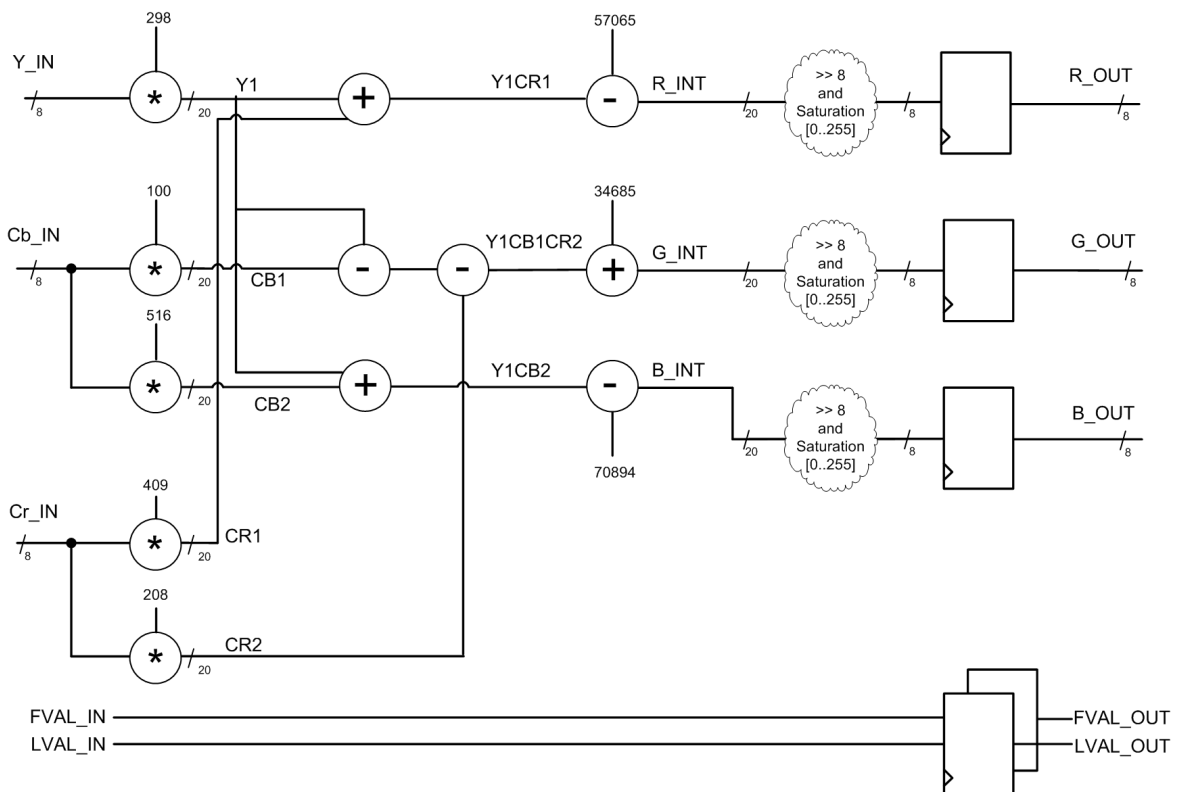 298
57065
Y_IN
*
8
20
Y1
+
Y1CR1
-
R_INT
20
>> 8
and
Saturation
[0..255]
8
R_OUT
8
100
34685
Cb_IN
*
8
20
CB1
-
-
Y1CB1CR2
+
G_INT
20
>> 8
and
Saturation
[0..255]
8
G_OUT
8
516
*
20
CB2
+
Y1CB2
-
B_INT
70894
20
>> 8
and
Saturation
[0..255]
8
B_OUT
8
409
Cr_IN
8
*
20
CR1
208
*
20
CR2
FVAL_IN
FVAL_OUT
LVAL_IN
LVAL_OUT